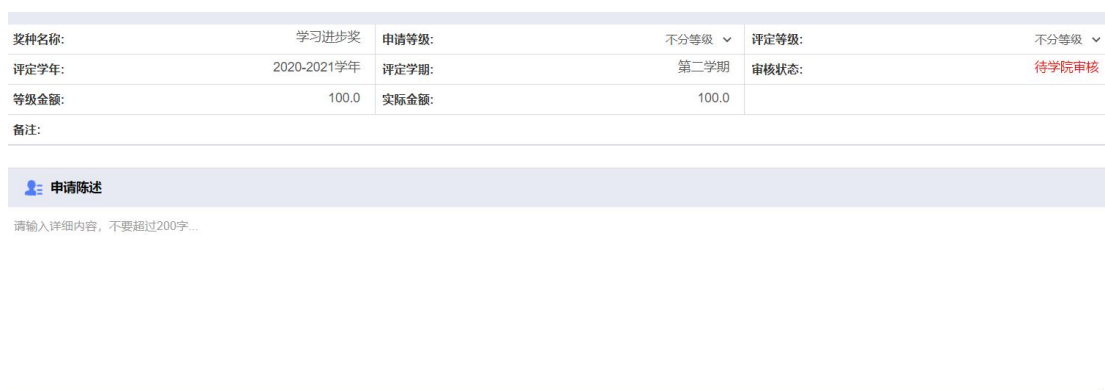 奖种名称: 学习进步奖 申请等级: 不分等级 评定等级: 不分等级
评定学年: 2020-2021学年 评定学期: 第二学期 审核状态: 待学院审核
等级金额: 100.0 实际金额: 100.0
备注:
申请陈述
请输入详细内容，不要超过200字...